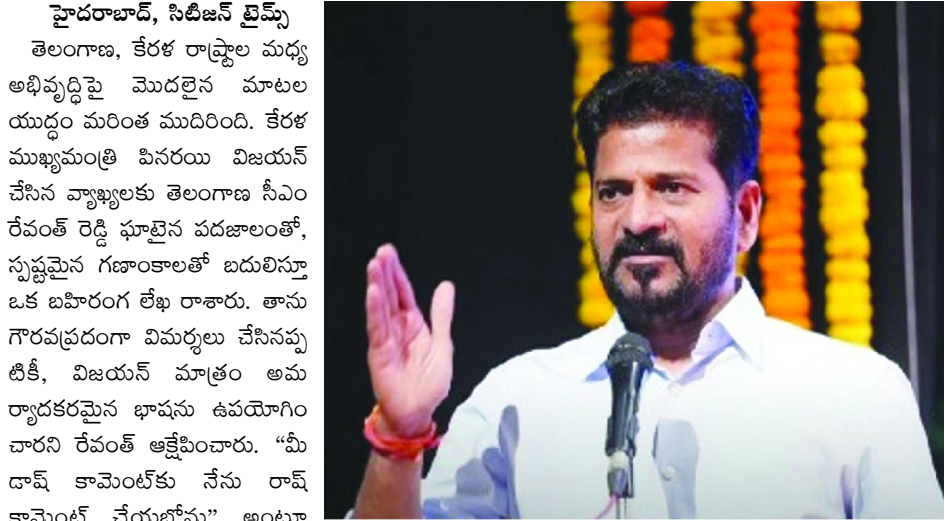 హైదరాబాద్, సిటిజన్ టైమ్స్
తెలంగాణ, కేరళ రాష్ట్రాల మధ్య
అభివృద్ధిపై మొదలైన మాటల
యుద్ధం మరింత ముదిరింది. కేరళ
ముఖ్యమంత్రి పినరయి విజయన్
చేసిన వ్యాఖ్యలకు తెలంగాణ సీఎం
రేవంత్ రెడ్డి ఘాటైన పదజాలంతో,
స్పష్టమైన గణాంకాలతో బదులిస్తూ
ఒక బహిరంగ లేఖ రాశారు. తాను
గౌరవప్రదంగా విమర్శలు చేసినప్ప
టికీ, విజయన్ మాత్రం అమ
ర్యాదకరమైన భాషను ఉపయోగిం
చారని రేవంత్ ఆక్షేపించారు. “మీ
డాష్ కామెంట్‌కు నేను రాష్
కామెంట్ చేయబోను” అంటూ